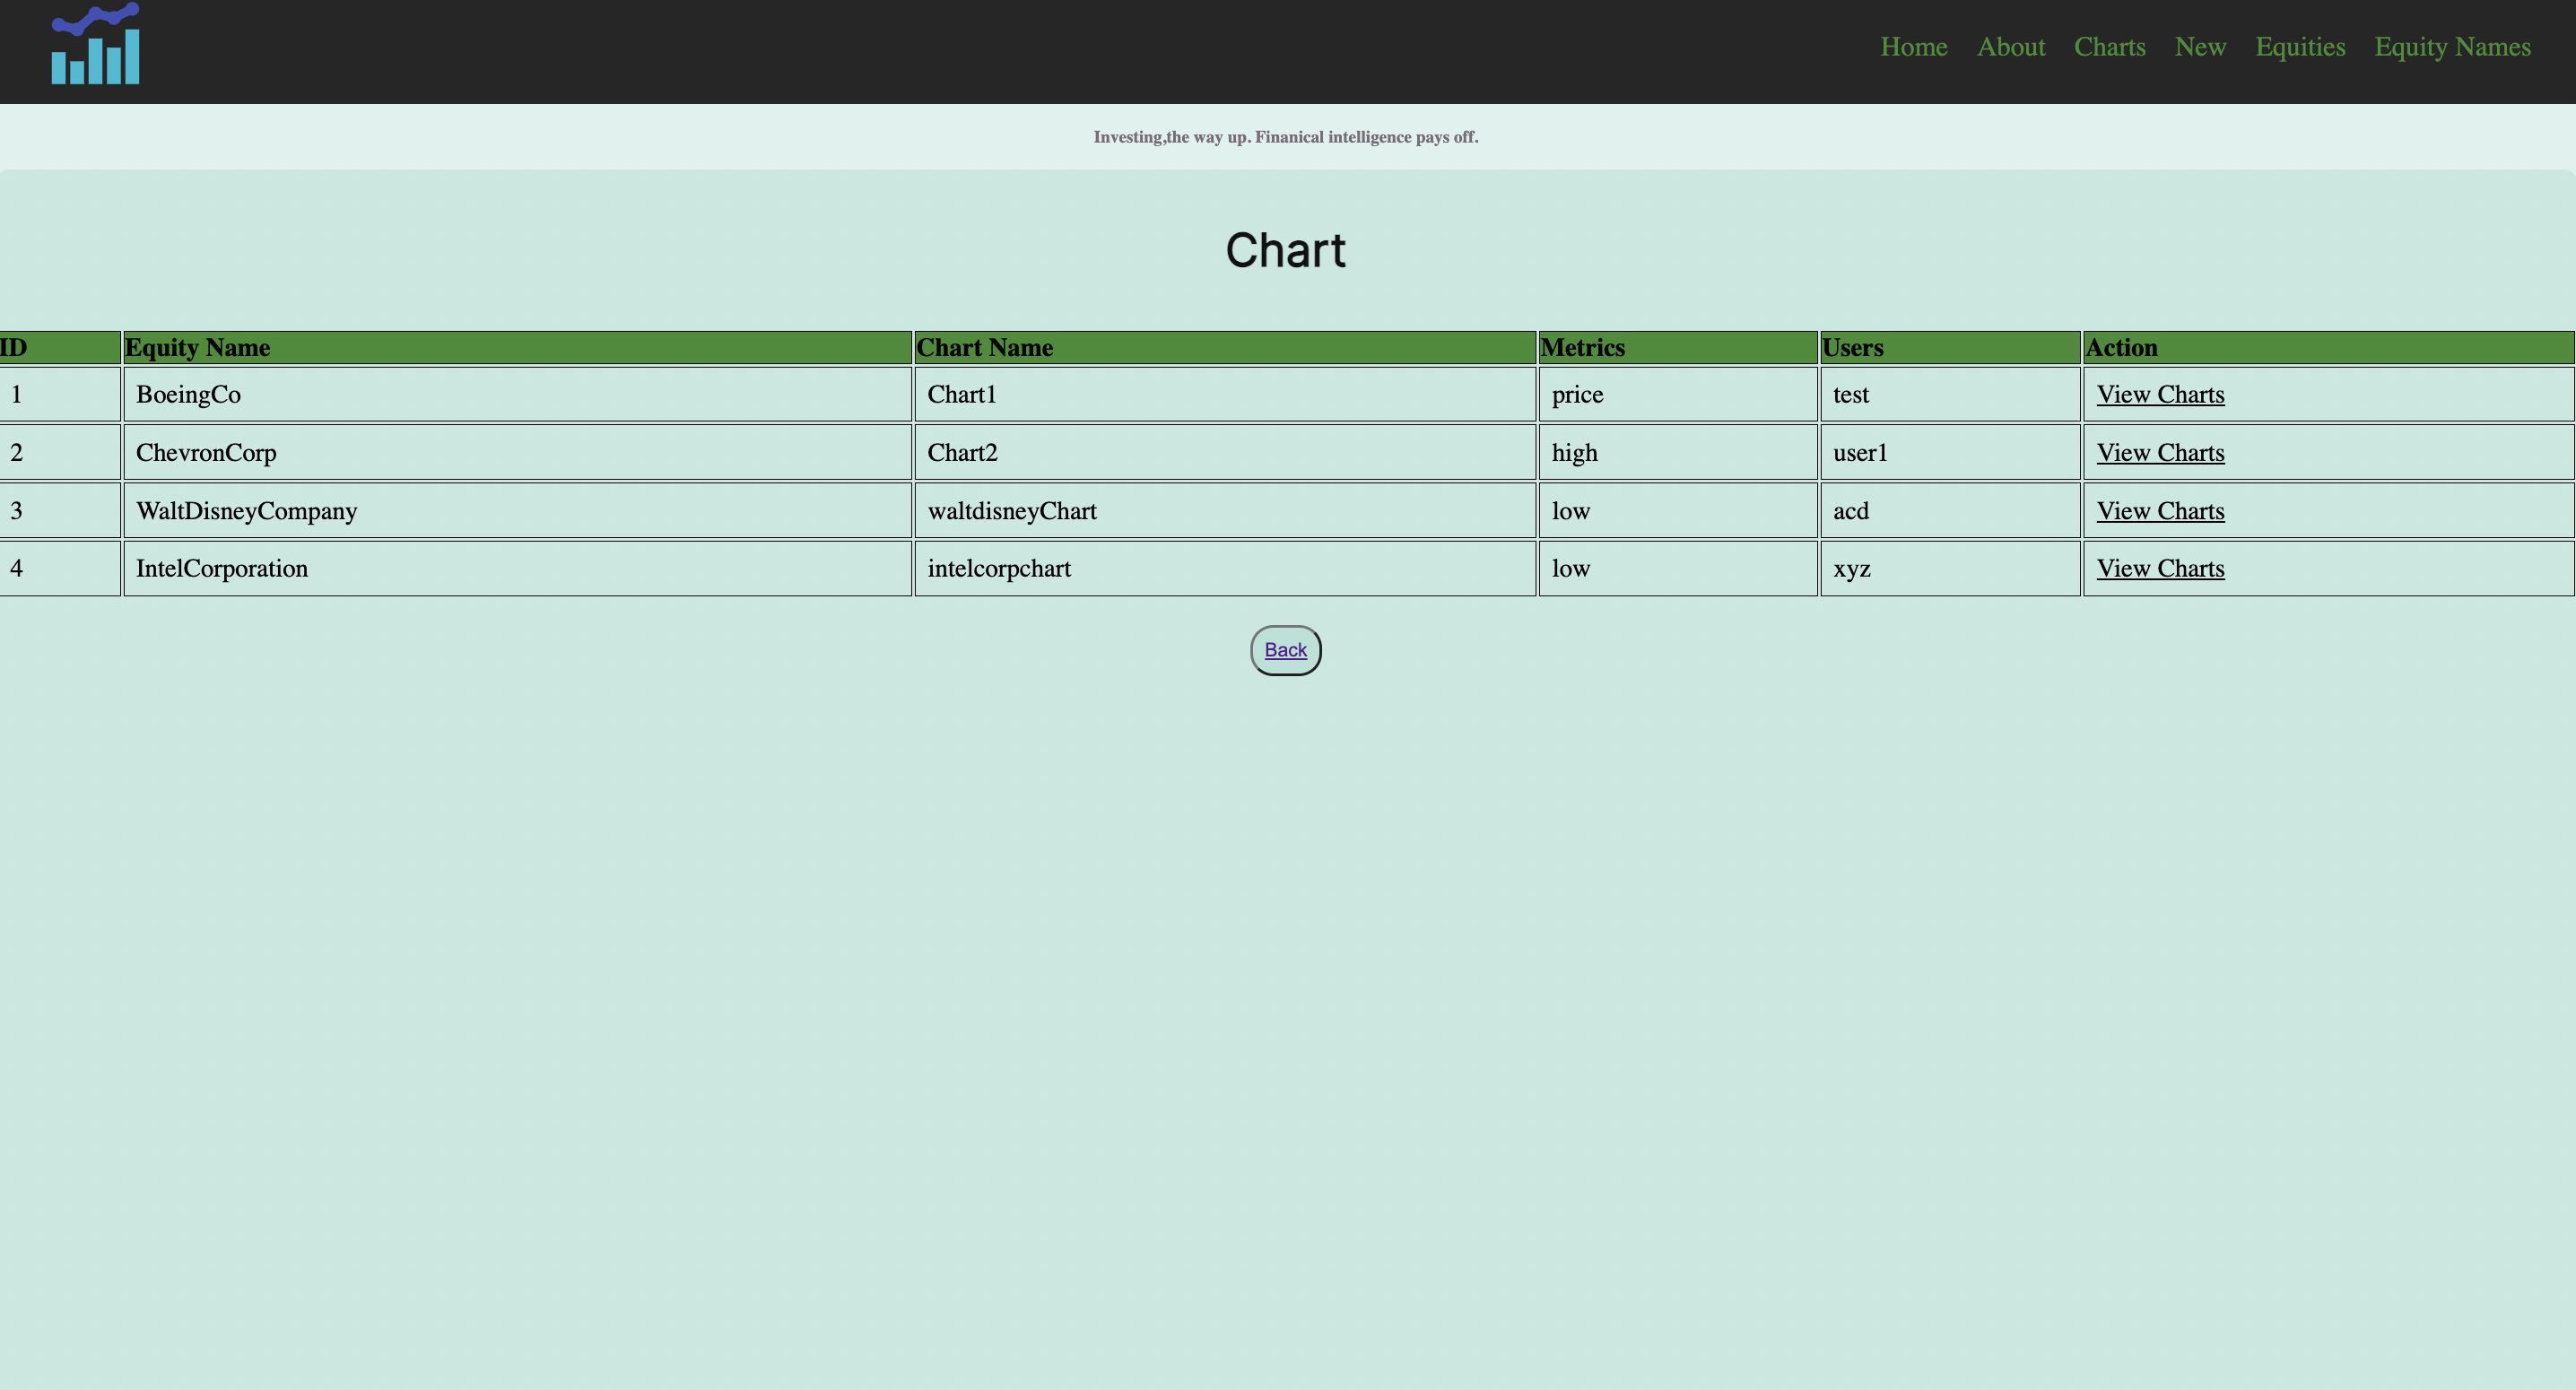 Home About Charts New Equities Equity Names
Investing,the way up. Finanical intelligence pays off.
Chart
ID Equity Name Chart Name Metrics Users Action
1 BoeingCo Chart1 price test View Charts
2 ChevronCorp Chart2 high user1 View Charts
3 WaltDisneyCompany waltdisneyChart low acd View Charts
4 IntelCorporation intelcorpchart low xyz View Charts
Back